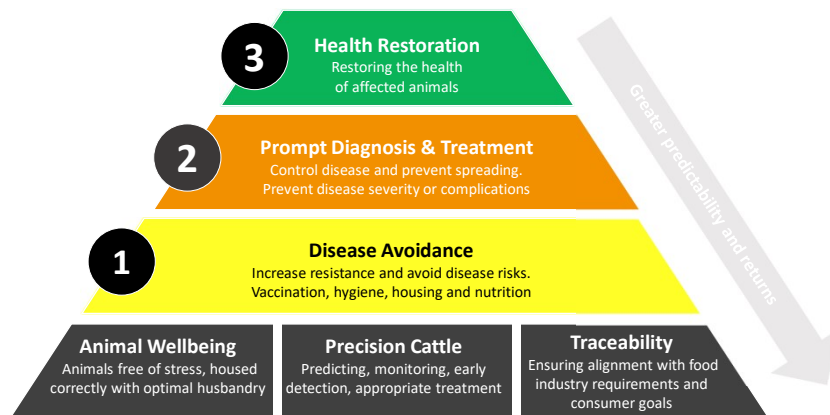 3
Health Restoration
Restoring the health
of affected animals
2
Prompt Diagnosis & Treatment
Control disease and prevent spreading.
Prevent disease severity or complications
1
Disease Avoidance
Increase resistance and avoid disease risks.
Vaccination, hygiene, housing and nutrition
Animal Wellbeing
Animals free of stress, housed
correctly with optimal husbandry
Precision Cattle
Predicting, monitoring, early
detection, appropriate treatment
Traceability
Ensuring alignment with food
industry requirements and
consumer goals
Greater predictability and returns